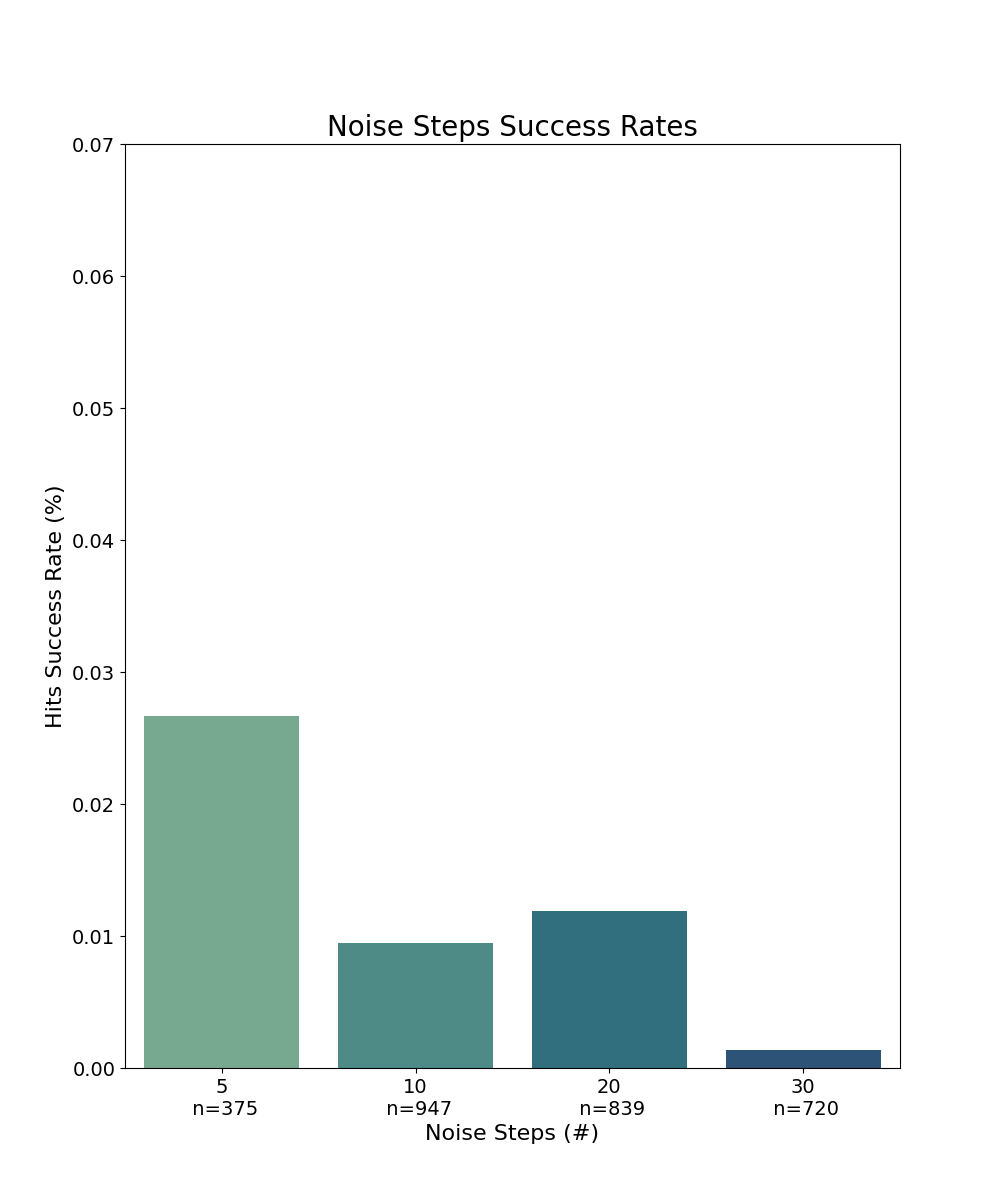 Noise Steps Success Rates
0.07
0.06
0.05
0.04
0.03
0.02
0.01
0.00
Hits Success Rate (%)
5 10 20 30
n=375 n=947 n=839 n=720
Noise Steps (#)